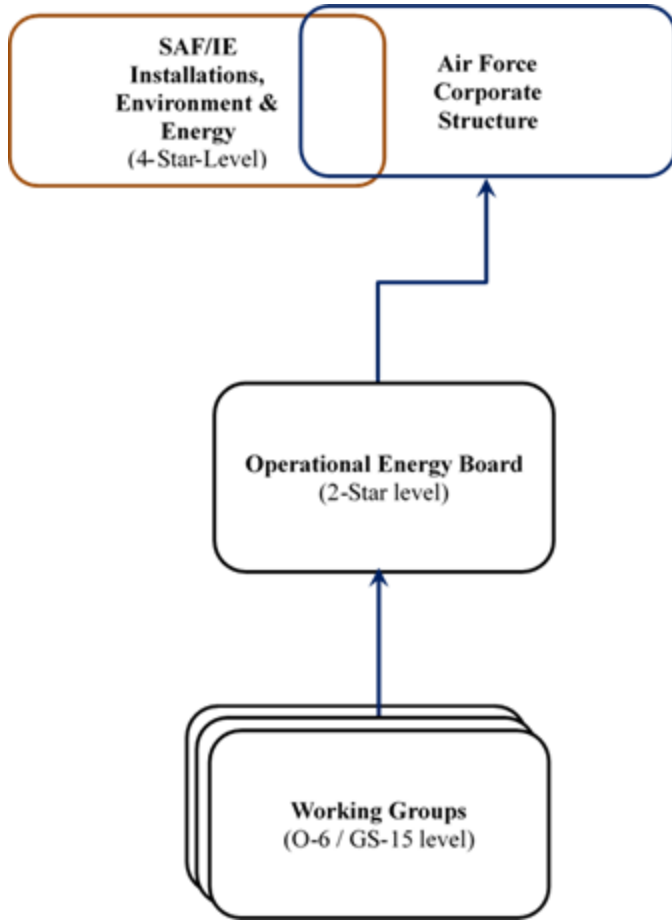 SAF/IE
Installations,
Environment &
Energy
(4-Star-Level)
Air Force
Corporate
Structure
Operational Energy Board
(2-Star level)
Working Groups
(O-6 / GS-15 level)